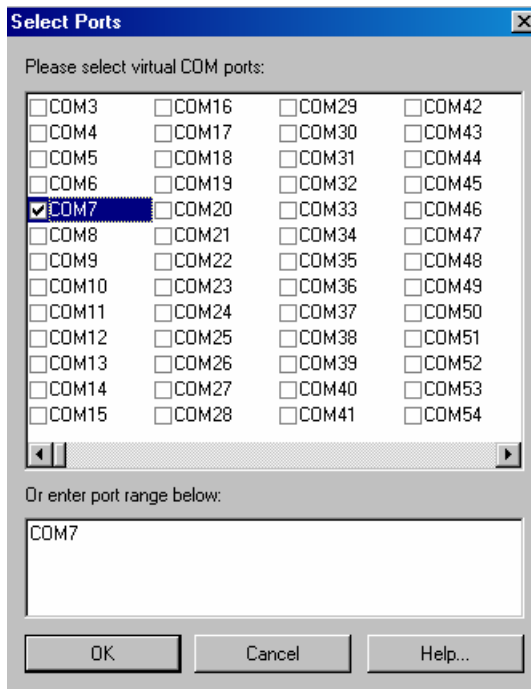 Select Ports
Please select virtual COM ports:
COM3 COM16 COM29 COM42
COM4 COM17 COM30 COM43
COM5 COM18 COM31 COM44
COM6 COM19 COM32 COM45
COM7 COM20 COM33 COM46
COM8 COM21 COM34 COM47
COM9 COM22 COM35 COM48
COM10 COM23 COM36 COM49
COM11 COM24 COM37 COM50
COM12 COM25 COM38 COM51
COM13 COM26 COM39 COM52
COM14 COM27 COM40 COM53
COM15 COM28 COM41 COM54
Or enter port range below:
COM7
OK Cancel Help...